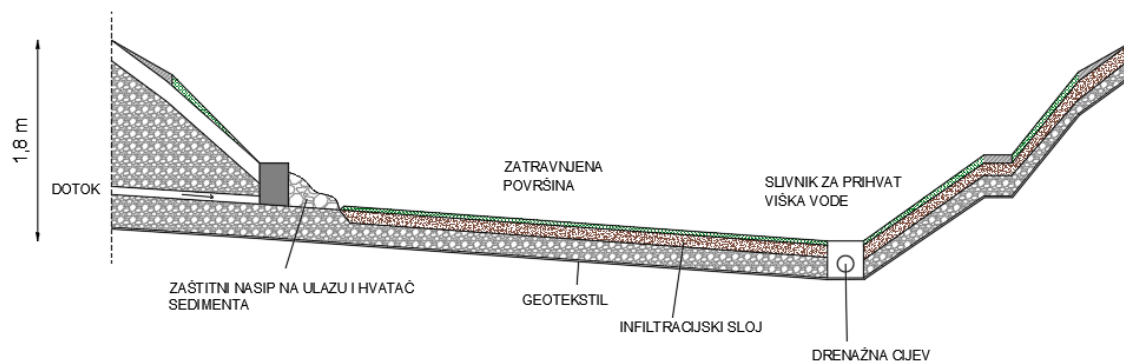 1,8 m
DOTOK
ZATRAVNJENA
POVRŠINA
SLIVNIK ZA PRIHVAT
VIŠKA VODE
ZAŠTITNI NASIP NA ULAZU I HVATAČ
SEDIMENTA
GEOTEKSTIL
INFILTRACIJSKI SLOJ
DRENAŽNA CIJEV